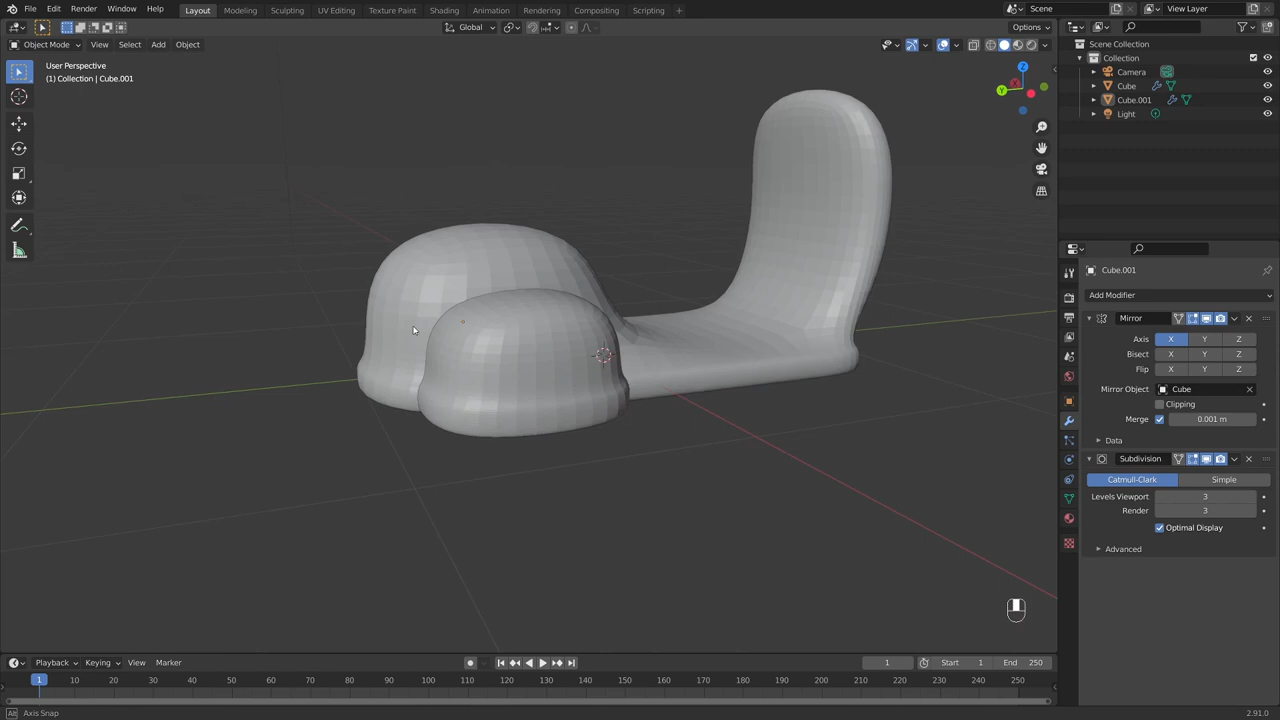 File Edit Render Window Help Layout Modeling Sculpting UV Editing Texture Paint Shading Animation Rendering Compositing Scripting + Scene View Layer
Global Options
Object Mode View Select Add Object
User Perspective
(1) Collection | Cube.001
Z
X
Y
Scene Collection
Collection
Camera
Cube
Cube.001
Light
Cube.001
Add Modifier
Mirror
Axis X Y Z
Bisect X Y Z
Flip X Y Z
Mirror Object Cube
Clipping
Merge 0.001 m
Data
Subdivision
Catmull-Clark Simple
Levels Viewport 3
Render 3
Optimal Display
Advanced
Playback Keying View Marker 1 Start 1 End 250
1 10 20 30 40 50 60 70 80 90 100 110 120 130 140 150 160 170 180 190 200 210 220 230 240 250
Alt Axis Snap 2.91.0